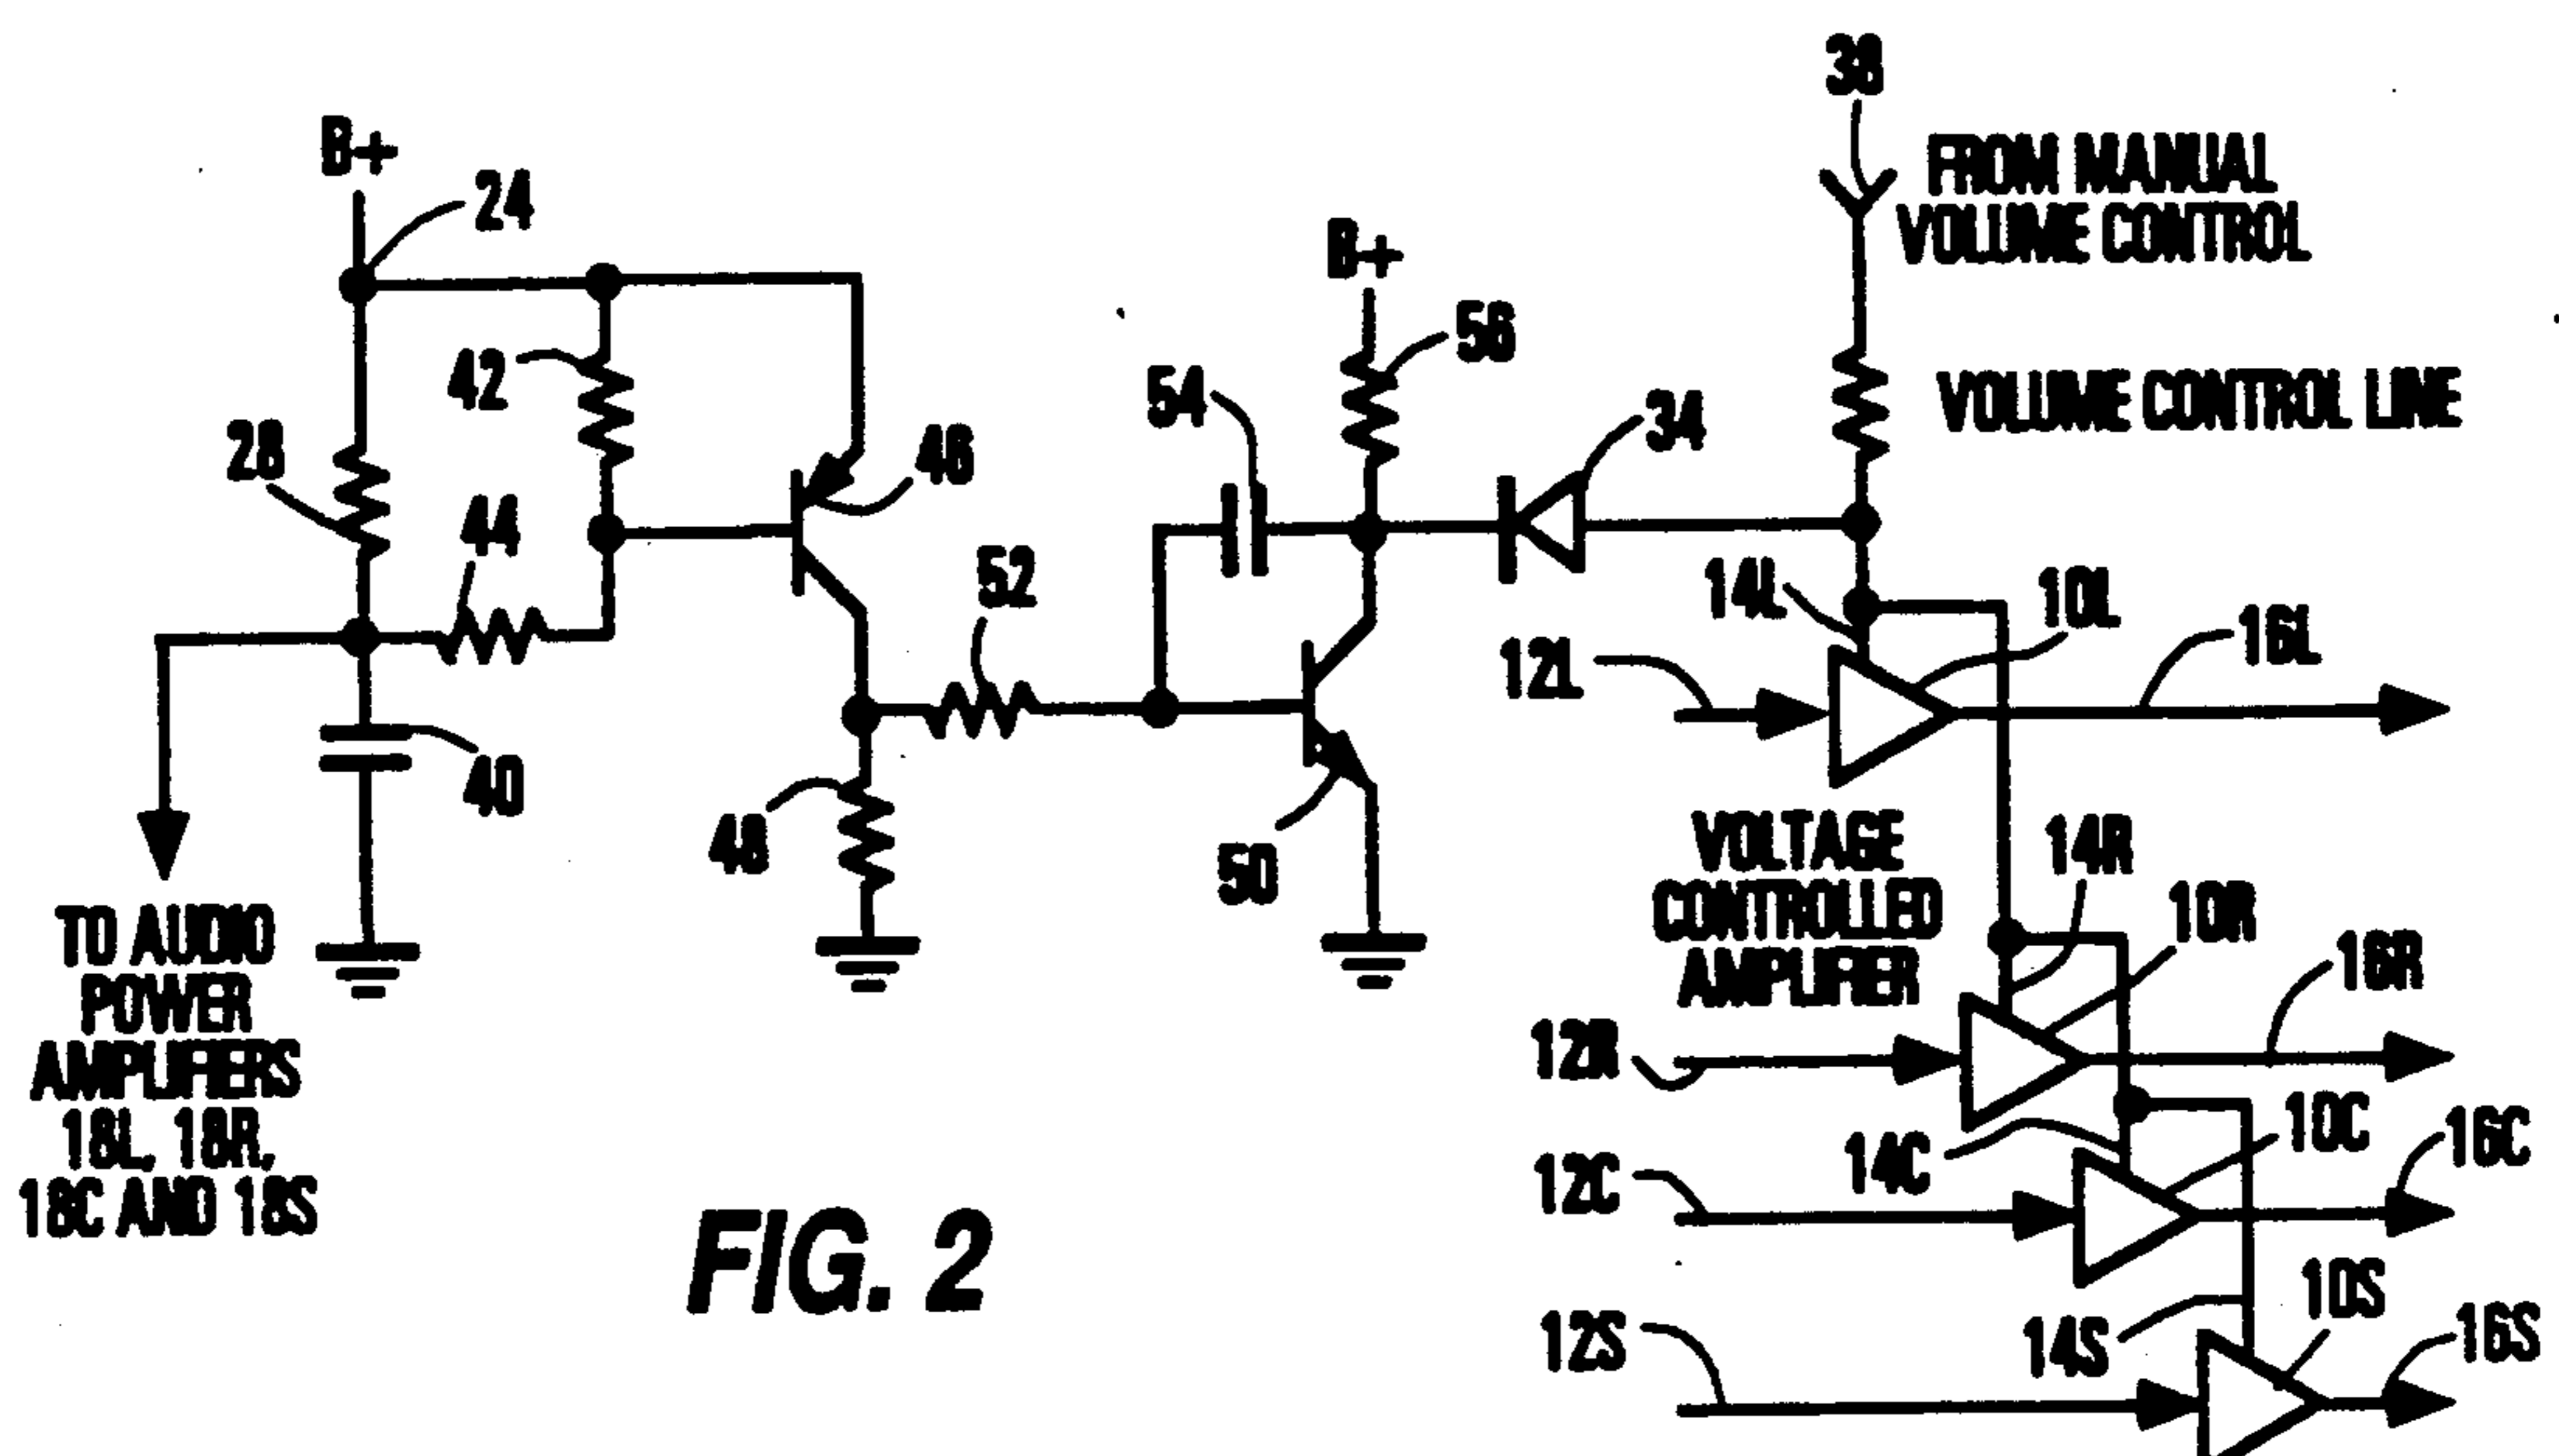 38
FROM MANUAL
VOLUME CONTROL
B+
24
B+
56
VOLUME CONTROL LINE
42
54
34
28
46
44
52
14L
10L
16L
12L
40
48
50
VOLTAGE
CONTROLLED
AMPLIFIER
14R
10R
16R
TO AUDIO
POWER
AMPLIFIERS
18L, 18R,
18C AND 18S
12R
14C
10C
16C
12C
FIG. 2
12S
14S
10S
16S